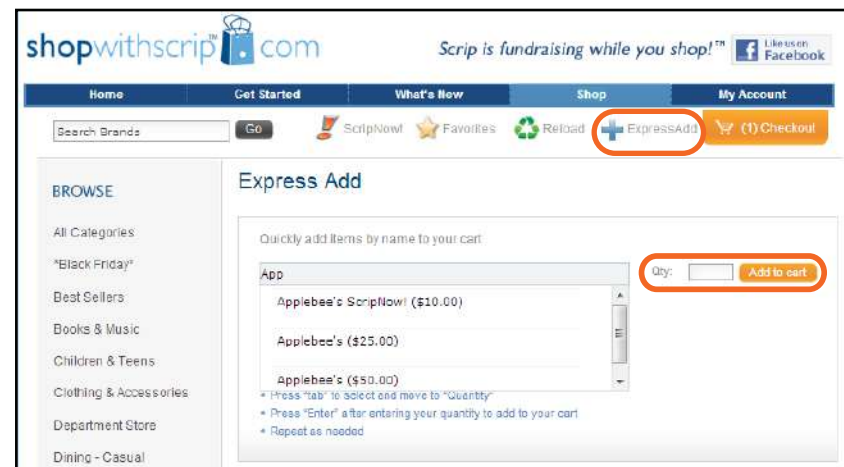 shopwithscrip™.com
Scrip is fundraising while you shop!™
Like us on
Facebook
Home Get Started What's New Shop My Account
Search Brands Go ScripNow! Favorites Reload ExpressAdd (1) Checkout
BROWSE
All Categories
*Black Friday*
Best Sellers
Books & Music
Children & Teens
Clothing & Accessories
Department Store
Dining - Casual
Express Add
Quickly add items by name to your cart
App
Qty: Add to cart
Applebee's ScripNow! ($10.00)
Applebee's ($25.00)
Applebee's ($50.00)
• Press "tab" to select and move to "Quantity"
• Press "Enter" after entering your quantity to add to your cart
• Repeat as needed